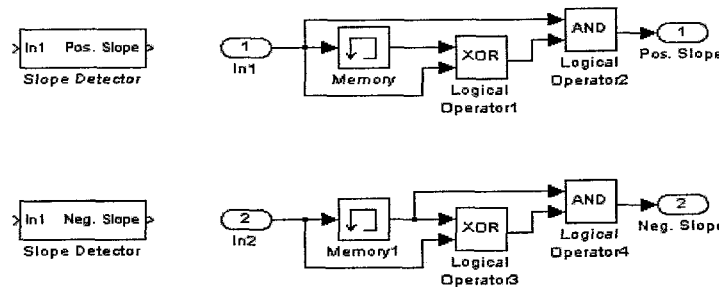 In1 Pos. Slope
Slope Detector
1
In1
Memory
XOR
Logical
Operator1
AND
Logical
Operator2
1
Pos. Slope
In1 Neg. Slope
Slope Detector
2
In2
Memory1
XOR
Logical
Operator3
AND
Logical
Operator4
2
Neg. Slope